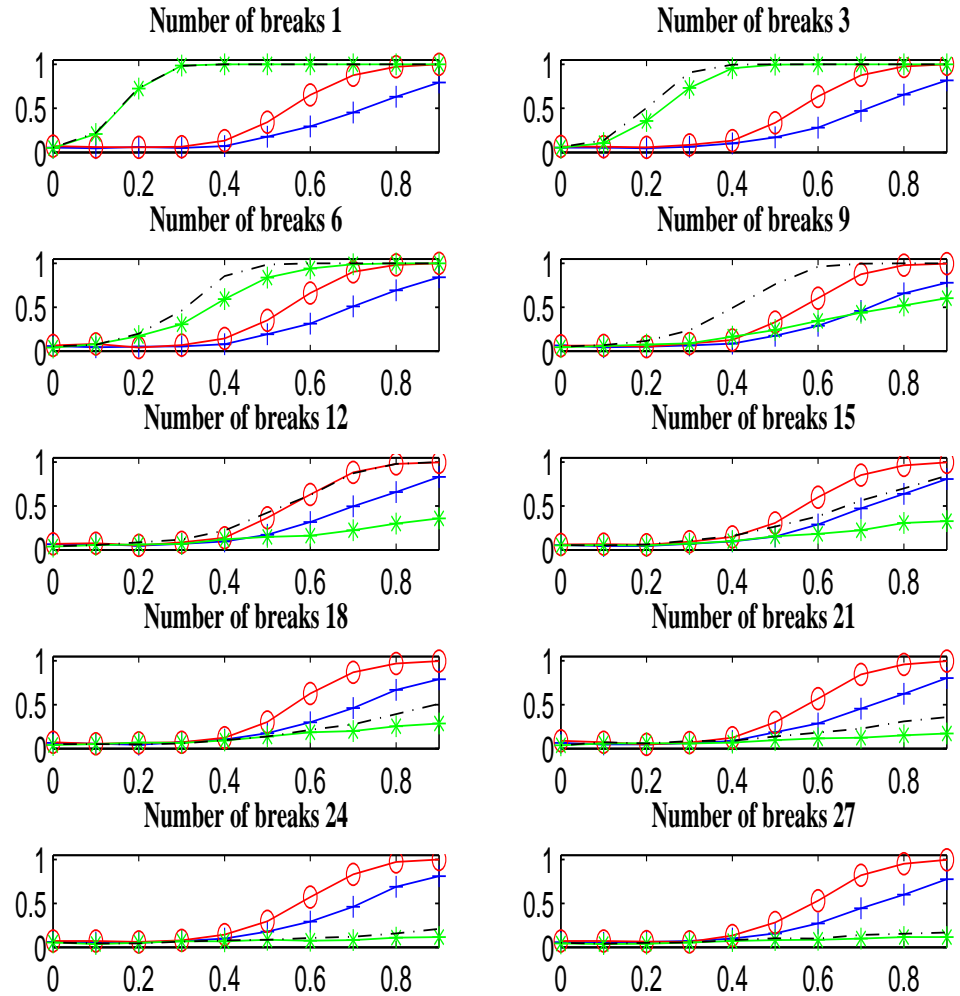 Number of breaks 1
1
0.5
0
0 0.2 0.4 0.6 0.8
Number of breaks 3
1
0.5
0
0 0.2 0.4 0.6 0.8
Number of breaks 6
1
0.5
0
0 0.2 0.4 0.6 0.8
Number of breaks 9
1
0.5
0
0 0.2 0.4 0.6 0.8
Number of breaks 12
1
0.5
0
0 0.2 0.4 0.6 0.8
Number of breaks 15
1
0.5
0
0 0.2 0.4 0.6 0.8
Number of breaks 18
1
0.5
0
0 0.2 0.4 0.6 0.8
Number of breaks 21
1
0.5
0
0 0.2 0.4 0.6 0.8
Number of breaks 24
1
0.5
0
0 0.2 0.4 0.6 0.8
Number of breaks 27
1
0.5
0
0 0.2 0.4 0.6 0.8